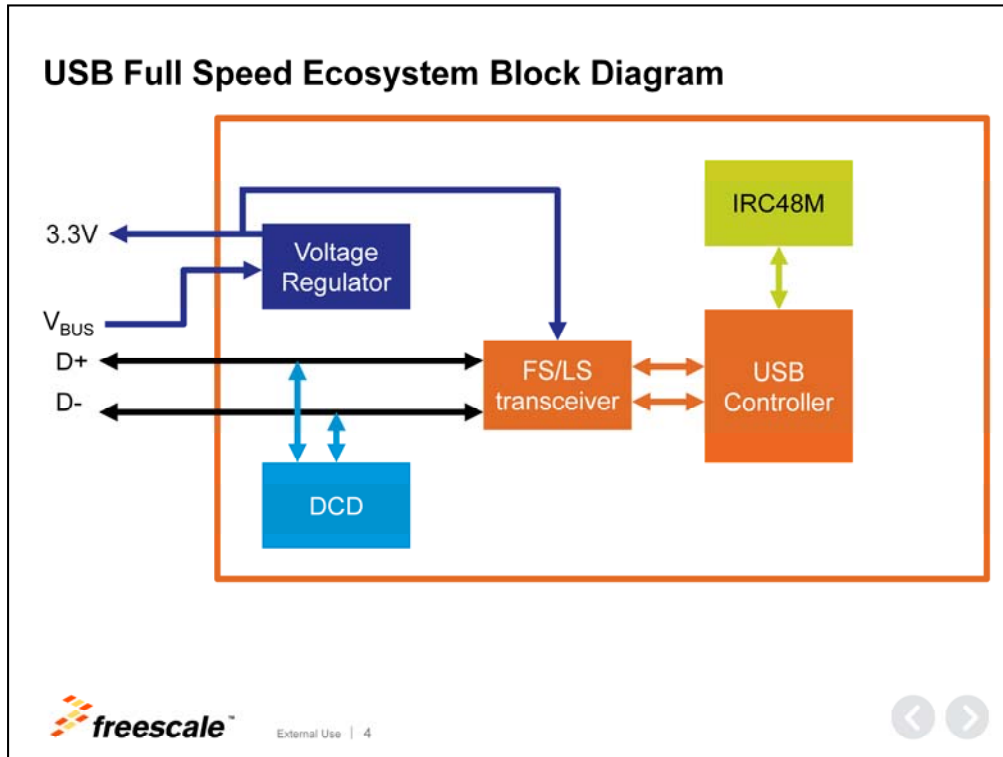 USB Full Speed Ecosystem Block Diagram
IRC48M
3.3V
Voltage
Regulator
VBUS
D+
FS/LS
transceiver
USB
Controller
D-
DCD
freescale™
External Use | 4